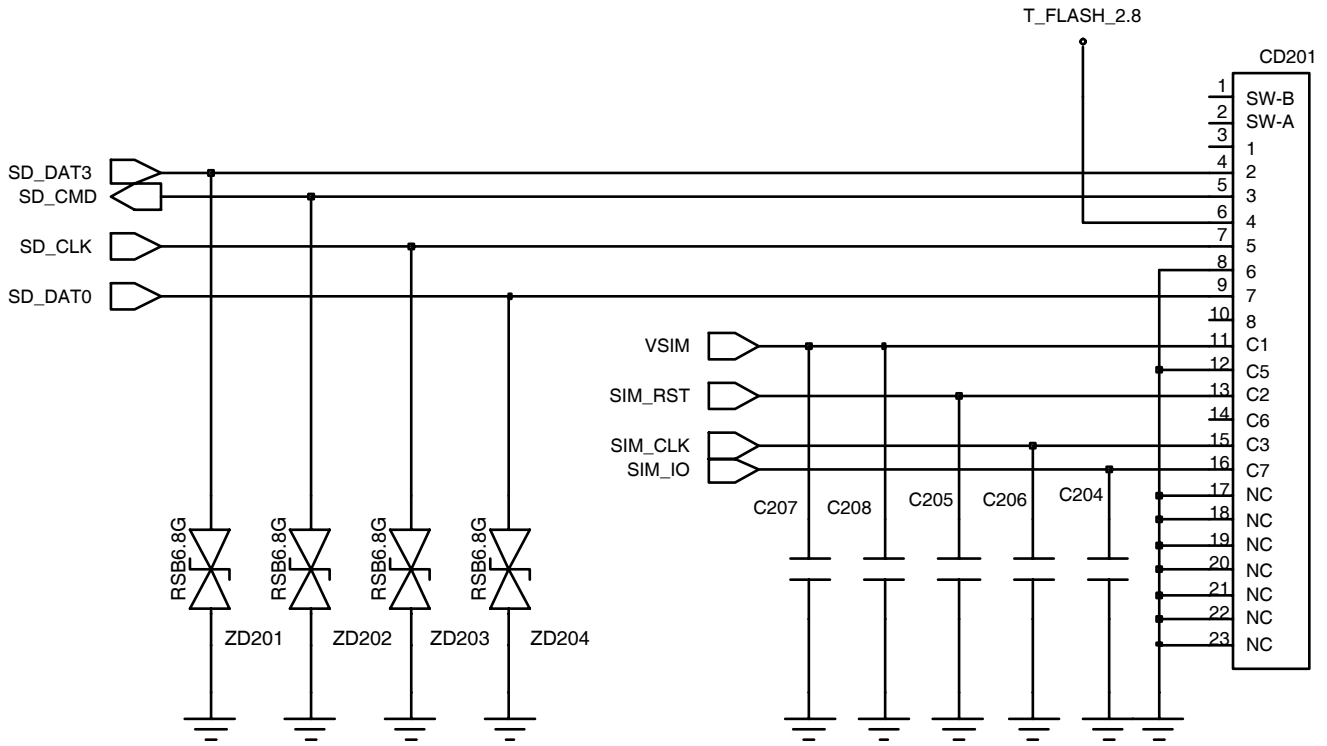 T_FLASH_2.8
CD201
1 SW-B
2 SW-A
3 1
SD_DAT3 4 2
SD_CMD 5 3
6 4
SD_CLK 7 5
8 6
SD_DAT0 9 7
10 8
VSIM 11 C1
12 C5
SIM_RST 13 C2
14 C6
SIM_CLK 15 C3
SIM_IO 16 C7
17 NC
18 NC
19 NC
20 NC
21 NC
22 NC
23 NC
C207 C208 C205 C206 C204
RSB6.8G RSB6.8G RSB6.8G RSB6.8G
ZD201 ZD202 ZD203 ZD204